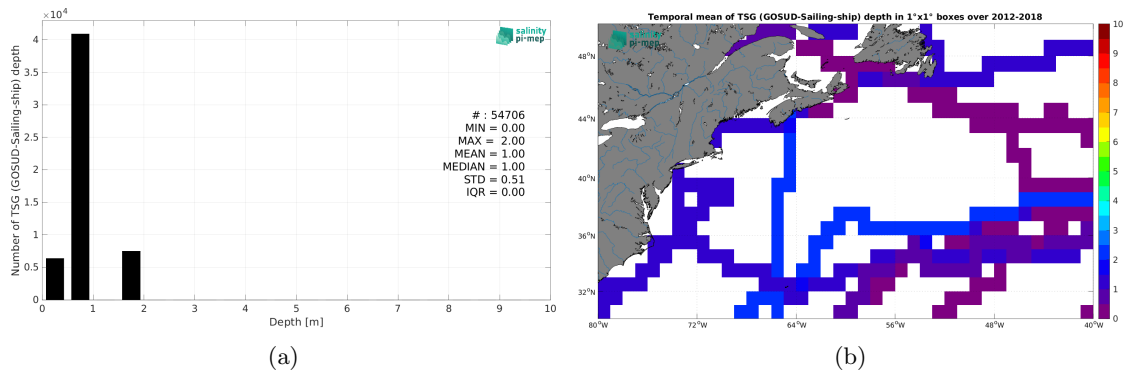 ×10⁴
4
3.5
3
2.5
2
1.5
1
0.5
0
Number of TSG (GOSUD-Sailing-ship) depth
salinity
pi-mep
# : 54706
MIN = 0.00
MAX = 2.00
MEAN = 1.00
MEDIAN = 1.00
STD = 0.51
IQR = 0.00
0 1 2 3 4 5 6 7 8 9 10
Depth [m]
(a)
Temporal mean of TSG (GOSUD-Sailing-ship) depth in 1°x1° boxes over 2012-2018
salinity
pi-mep
48°N
44°N
40°N
36°N
32°N
80°W 72°W 64°W 56°W 48°W 40°W
10
9
8
7
6
5
4
3
2
1
0
(b)